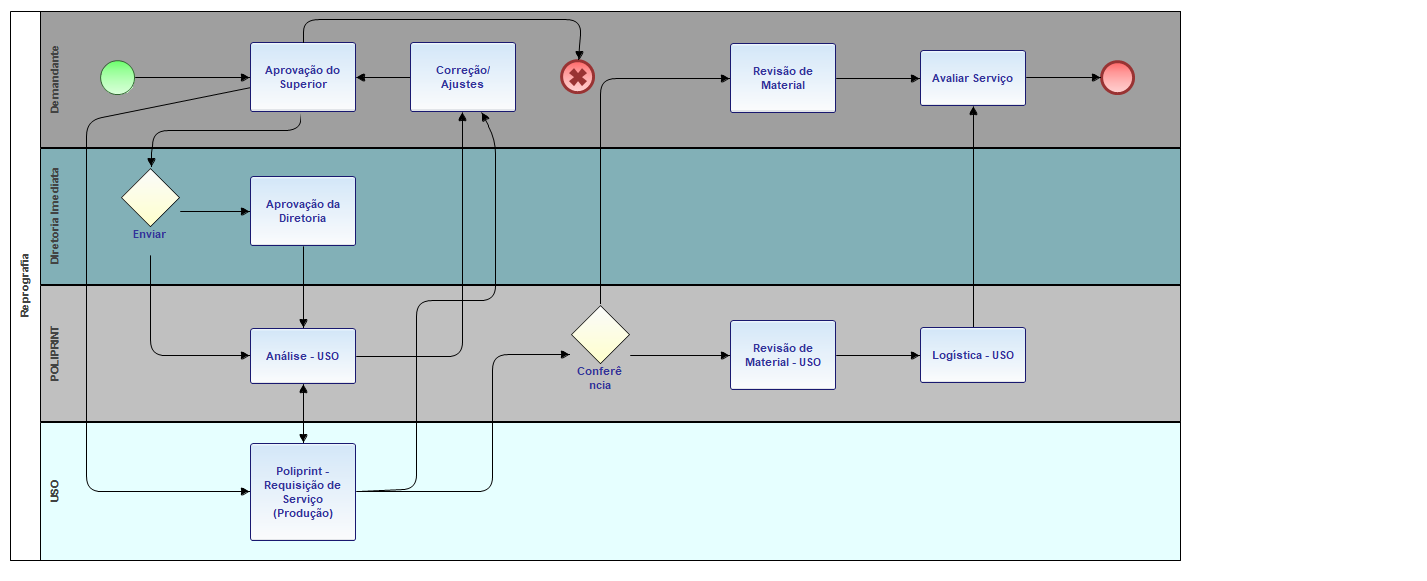 Reprografia
Demandante
Aprovação do
Superior
Correção/
Ajustes
Revisão de
Material
Avaliar Serviço
Diretoria Imediata
Enviar
Aprovação da
Diretoria
POLIPRINT
Análise - USO
Conferê
ncia
Revisão de
Material - USO
Logística - USO
USO
Poliprint -
Requisição de
Serviço
(Produção)